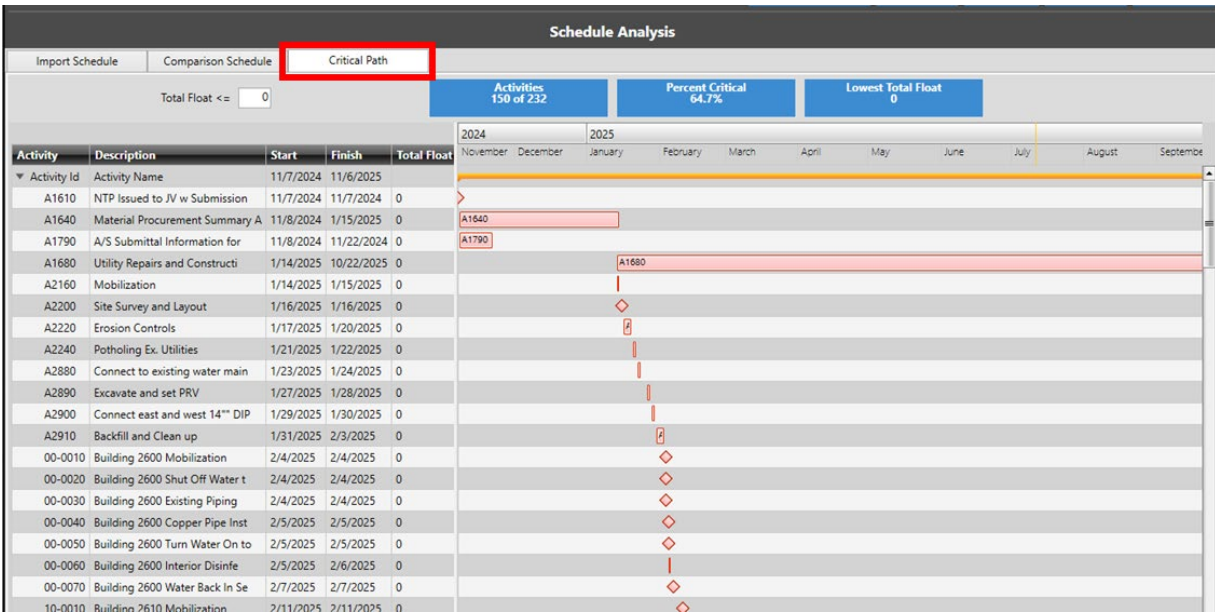 Schedule Analysis
Import Schedule Comparison Schedule Critical Path
Total Float <= 0
Activities
150 of 232
Percent Critical
64.7%
Lowest Total Float
0
2024 2025
Activity Description Start Finish Total Float November December January February March April May June July August Septembe
Activity Id Activity Name 11/7/2024 11/6/2025
A1610 NTP Issued to JV w Submission 11/7/2024 11/7/2024 0
A1640 Material Procurement Summary A 11/8/2024 1/15/2025 0 A1640
A1790 A/S Submittal Information for 11/8/2024 11/22/2024 0 A1790
A1680 Utility Repairs and Constructi 1/14/2025 10/22/2025 0 A1680
A2160 Mobilization 1/14/2025 1/15/2025 0
A2200 Site Survey and Layout 1/16/2025 1/16/2025 0
A2220 Erosion Controls 1/17/2025 1/20/2025 0
A2240 Potholing Ex. Utilities 1/21/2025 1/22/2025 0
A2880 Connect to existing water main 1/23/2025 1/24/2025 0
A2890 Excavate and set PRV 1/27/2025 1/28/2025 0
A2900 Connect east and west 14"" DIP 1/29/2025 1/30/2025 0
A2910 Backfill and Clean up 1/31/2025 2/3/2025 0
00-0010 Building 2600 Mobilization 2/4/2025 2/4/2025 0
00-0020 Building 2600 Shut Off Water t 2/4/2025 2/4/2025 0
00-0030 Building 2600 Existing Piping 2/4/2025 2/4/2025 0
00-0040 Building 2600 Copper Pipe Inst 2/5/2025 2/5/2025 0
00-0050 Building 2600 Turn Water On to 2/5/2025 2/5/2025 0
00-0060 Building 2600 Interior Disinfe 2/5/2025 2/6/2025 0
00-0070 Building 2600 Water Back In Se 2/7/2025 2/7/2025 0
10-0010 Building 2610 Mobilization 2/11/2025 2/11/2025 0